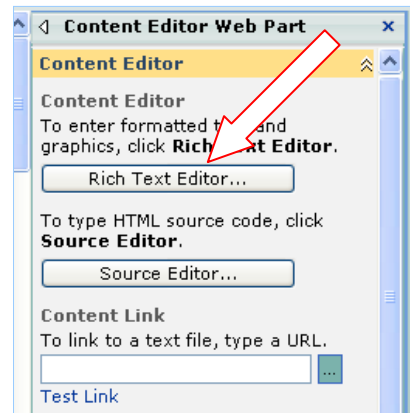 Content Editor Web Part
Content Editor
Content Editor
To enter formatted and
graphics, click Editor.
Rich Text Editor...
To type HTML source code, click
Source Editor.
Source Editor...
Content Link
To link to a text file, type a URL.
...
Test Link